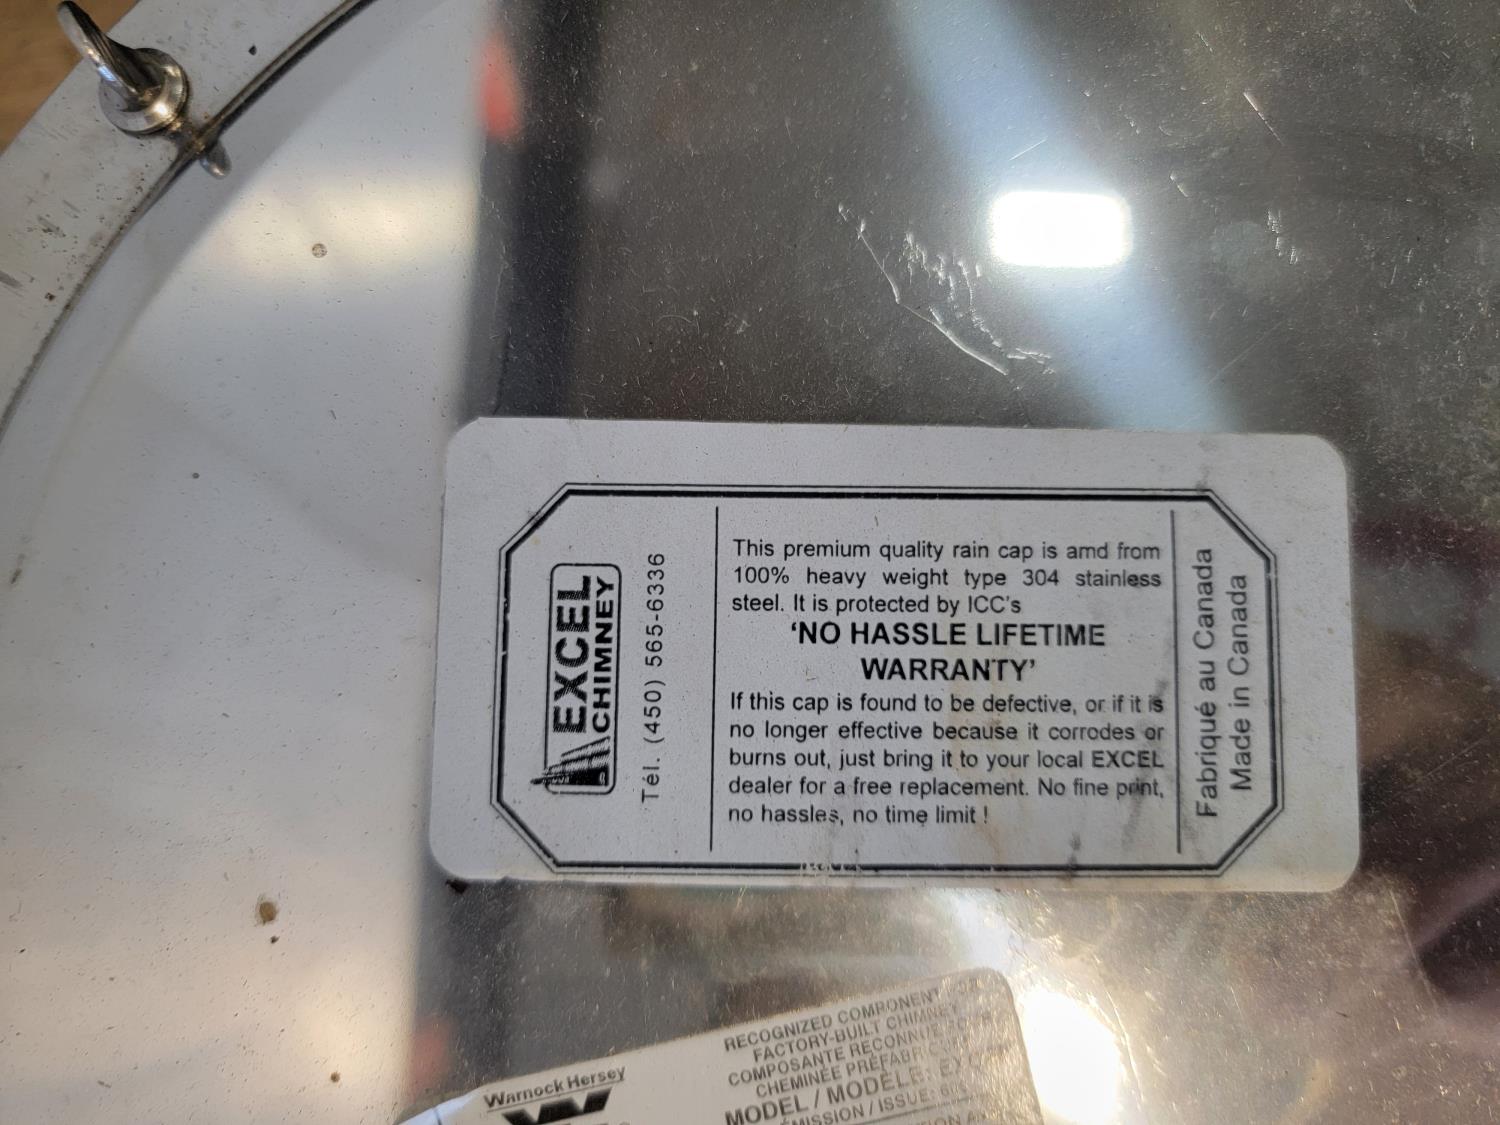 EXCEL
CHIMNEY
Tél. (450) 565-6336
This premium quality rain cap is amd from
100% heavy weight type 304 stainless
steel. It is protected by ICC's
'NO HASSLE LIFETIME
WARRANTY'
If this cap is found to be defective, or if it is
no longer effective because it corrodes or
burns out, just bring it to your local EXCEL
dealer for a free replacement. No fine print,
no hassles, no time limit !
Fabriqué au Canada
Made in Canada
Warnock Hersey
RECOGNIZED COMPONENT
FACTORY-BUILT CHIMNEY
COMPOSANTE RECONNUE
CHEMINÉE PRÉFABR
MODEL / MODÈLE:
MISSION / ISSUE: